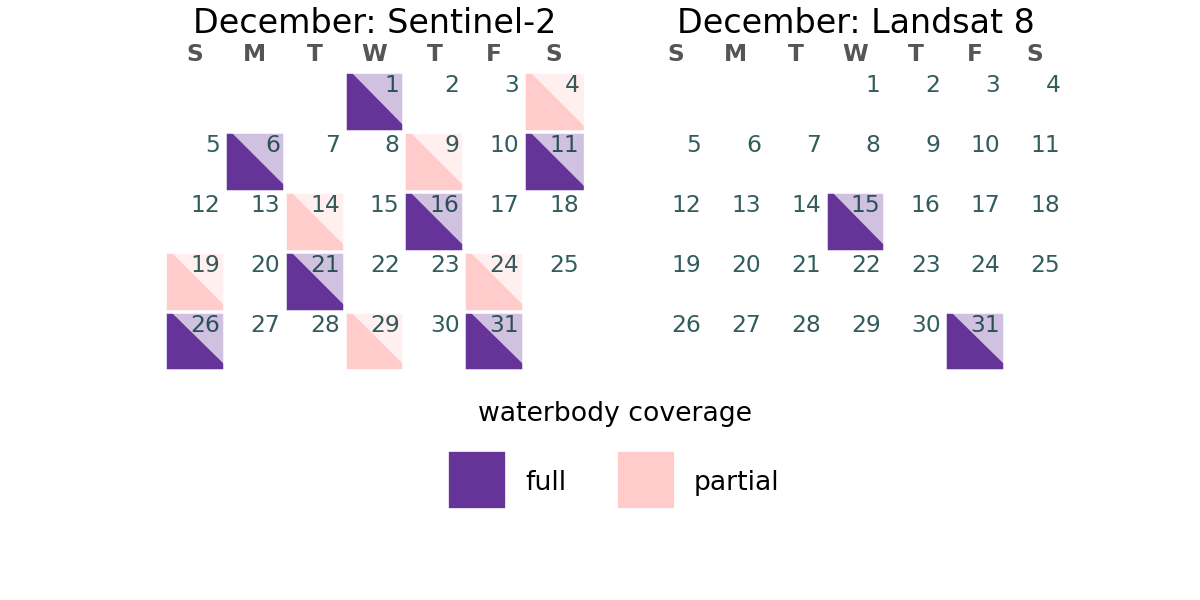 December: Sentinel-2
S M T W T F S
1 2 3 4
5 6 7 8 9 10 11
12 13 14 15 16 17 18
19 20 21 22 23 24 25
26 27 28 29 30 31
December: Landsat 8
S M T W T F S
1 2 3 4
5 6 7 8 9 10 11
12 13 14 15 16 17 18
19 20 21 22 23 24 25
26 27 28 29 30 31
waterbody coverage
full
partial